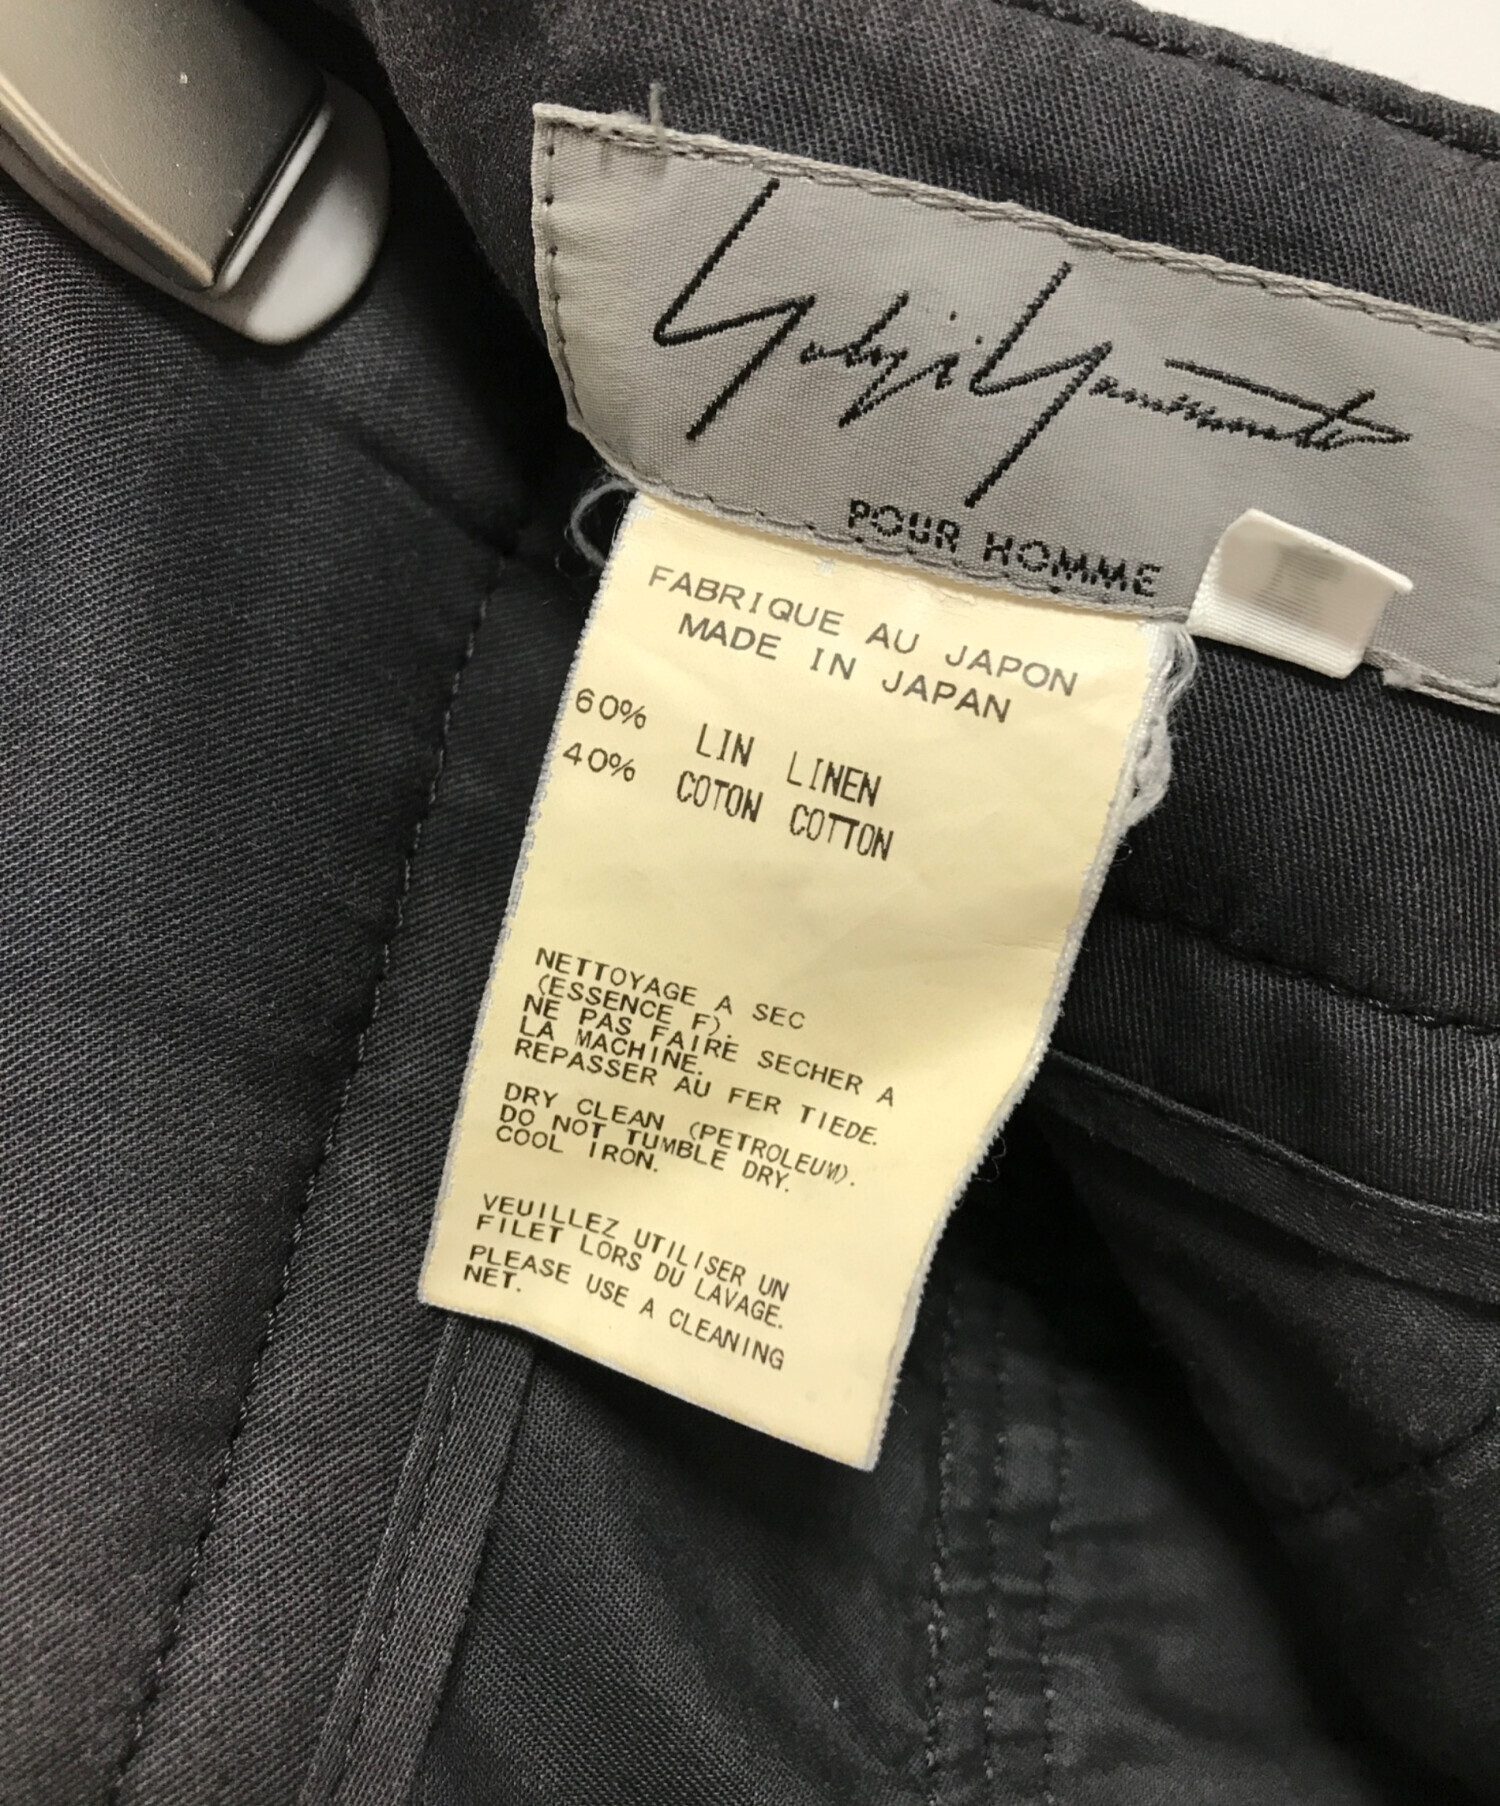 Yohji Yamamoto
POUR HOMME
FABRIQUE AU JAPON
MADE IN JAPAN
60% LIN LINEN
40% COTON COTTON
NETTOYAGE A SEC
(ESSENCE F).
NE PAS FAIRE SECHER A
LA MACHINE.
REPASSER AU FER TIEDE.
DRY CLEAN (PETROLEUM).
DO NOT TUMBLE DRY.
COOL IRON.
VEUILLEZ UTILISER UN
FILET LORS DU LAVAGE.
PLEASE USE A CLEANING
NET.